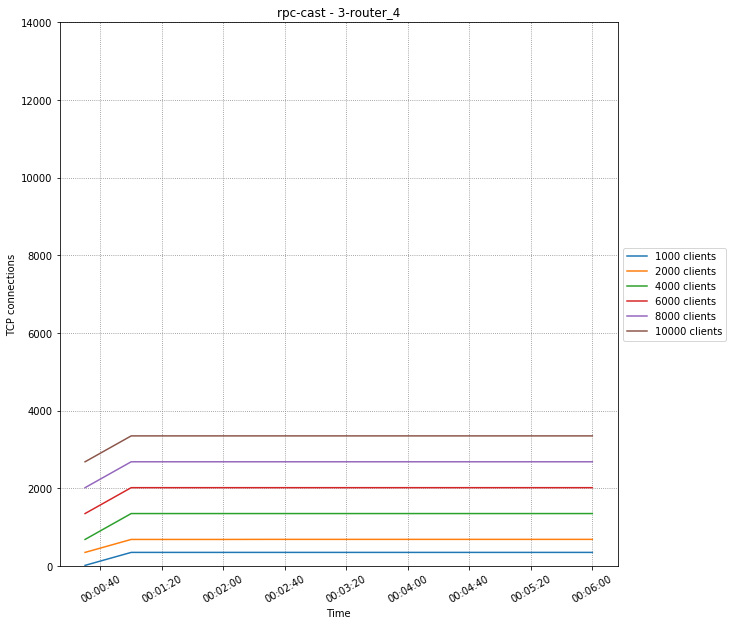 rpc-cast - 3-router_4
14000
12000
10000
8000
6000
4000
2000
0
TCP connections
00:00:40
00:01:20
00:02:00
00:02:40
00:03:20
00:04:00
00:04:40
00:05:20
00:06:00
Time
1000 clients
2000 clients
4000 clients
6000 clients
8000 clients
10000 clients